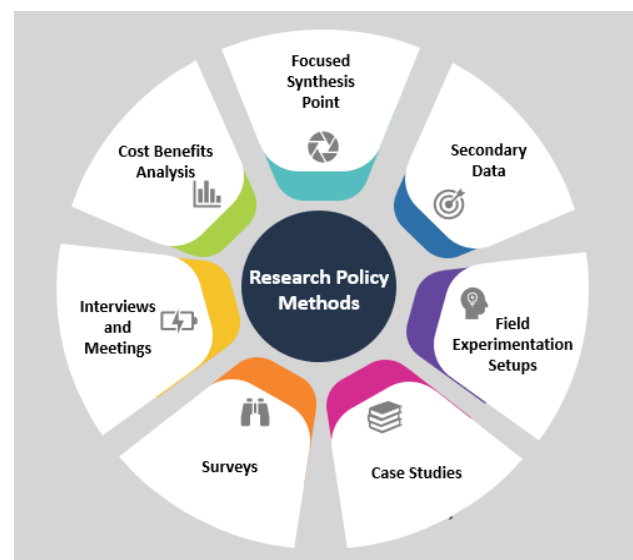 Focused
Synthesis
Point
Secondary
Data
Field
Experimentation
Setups
Case Studies
Surveys
Interviews
and
Meetings
Cost Benefits
Analysis
Research Policy
Methods